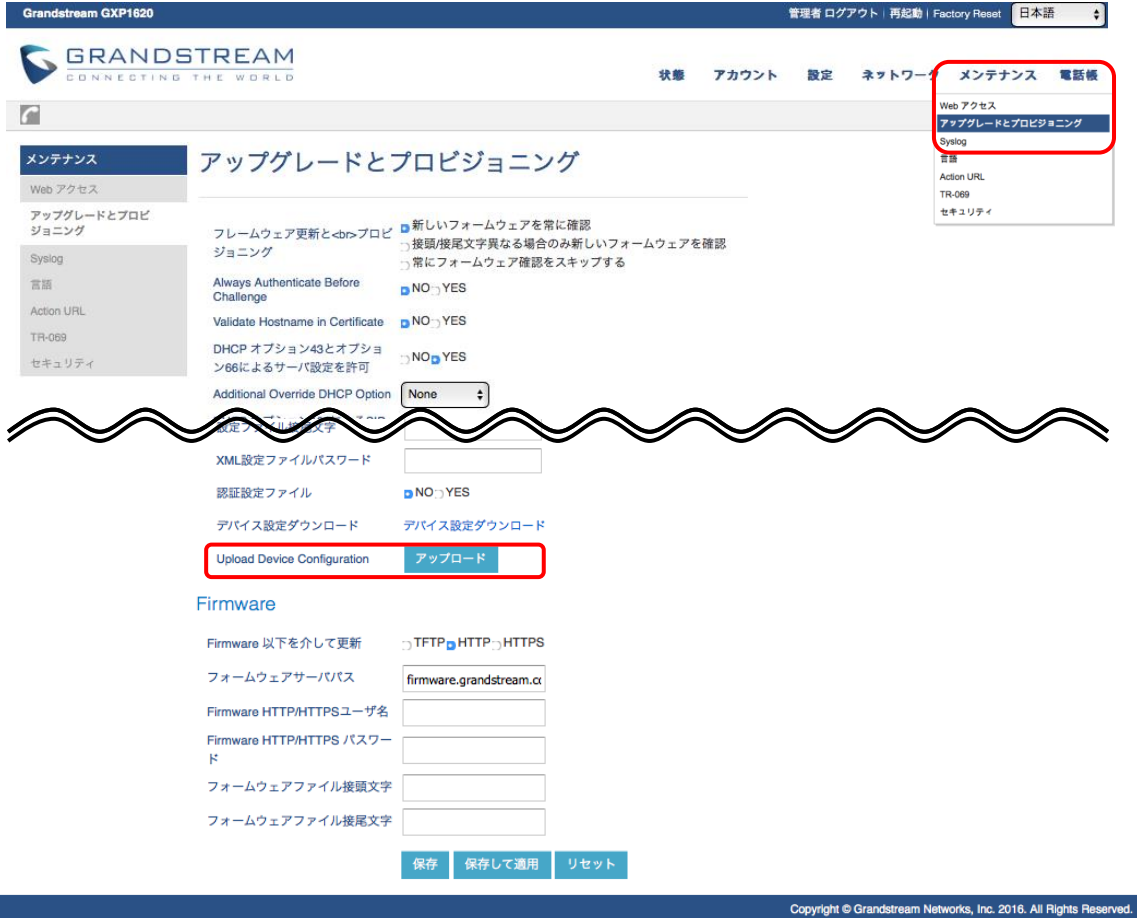 Grandstream GXP1620
管理者 ログアウト | 再起動 | Factory Reset 日本語
GRANDSTREAM
CONNECTING THE WORLD
状態 アカウント 設定 ネットワーク メンテナンス 電話帳
Web アクセス
アップグレードとプロビジョニング
Syslog
言語
Action URL
TR-069
セキュリティ
メンテナンス
Web アクセス
アップグレードとプロビ
ジョニング
Syslog
言語
Action URL
TR-069
セキュリティ
アップグレードとプロビジョニング
フレームウェア更新と<br>プロビ
ジョニング
新しいフォームウェアを常に確認
接頭/接尾文字異なる場合のみ新しいフォームウェアを確認
常にフォームウェア確認をスキップする
Always Authenticate Before
Challenge
NO YES
Validate Hostname in Certificate NO YES
DHCP オプション43とオプショ
ン66によるサーバ設定を許可
NO YES
Additional Override DHCP Option None
設定ファイル接尾文字
XML設定ファイルパスワード
認証設定ファイル NO YES
デバイス設定ダウンロード デバイス設定ダウンロード
Upload Device Configuration アップロード
Firmware
Firmware 以下を介して更新 TFTP HTTP HTTPS
フォームウェアサーバパス firmware.grandstream.cc
Firmware HTTP/HTTPSユーザ名
Firmware HTTP/HTTPS パスワー
ド
フォームウェアファイル接頭文字
フォームウェアファイル接尾文字
保存 保存して適用 リセット
Copyright © Grandstream Networks, Inc. 2016. All Rights Reserved.